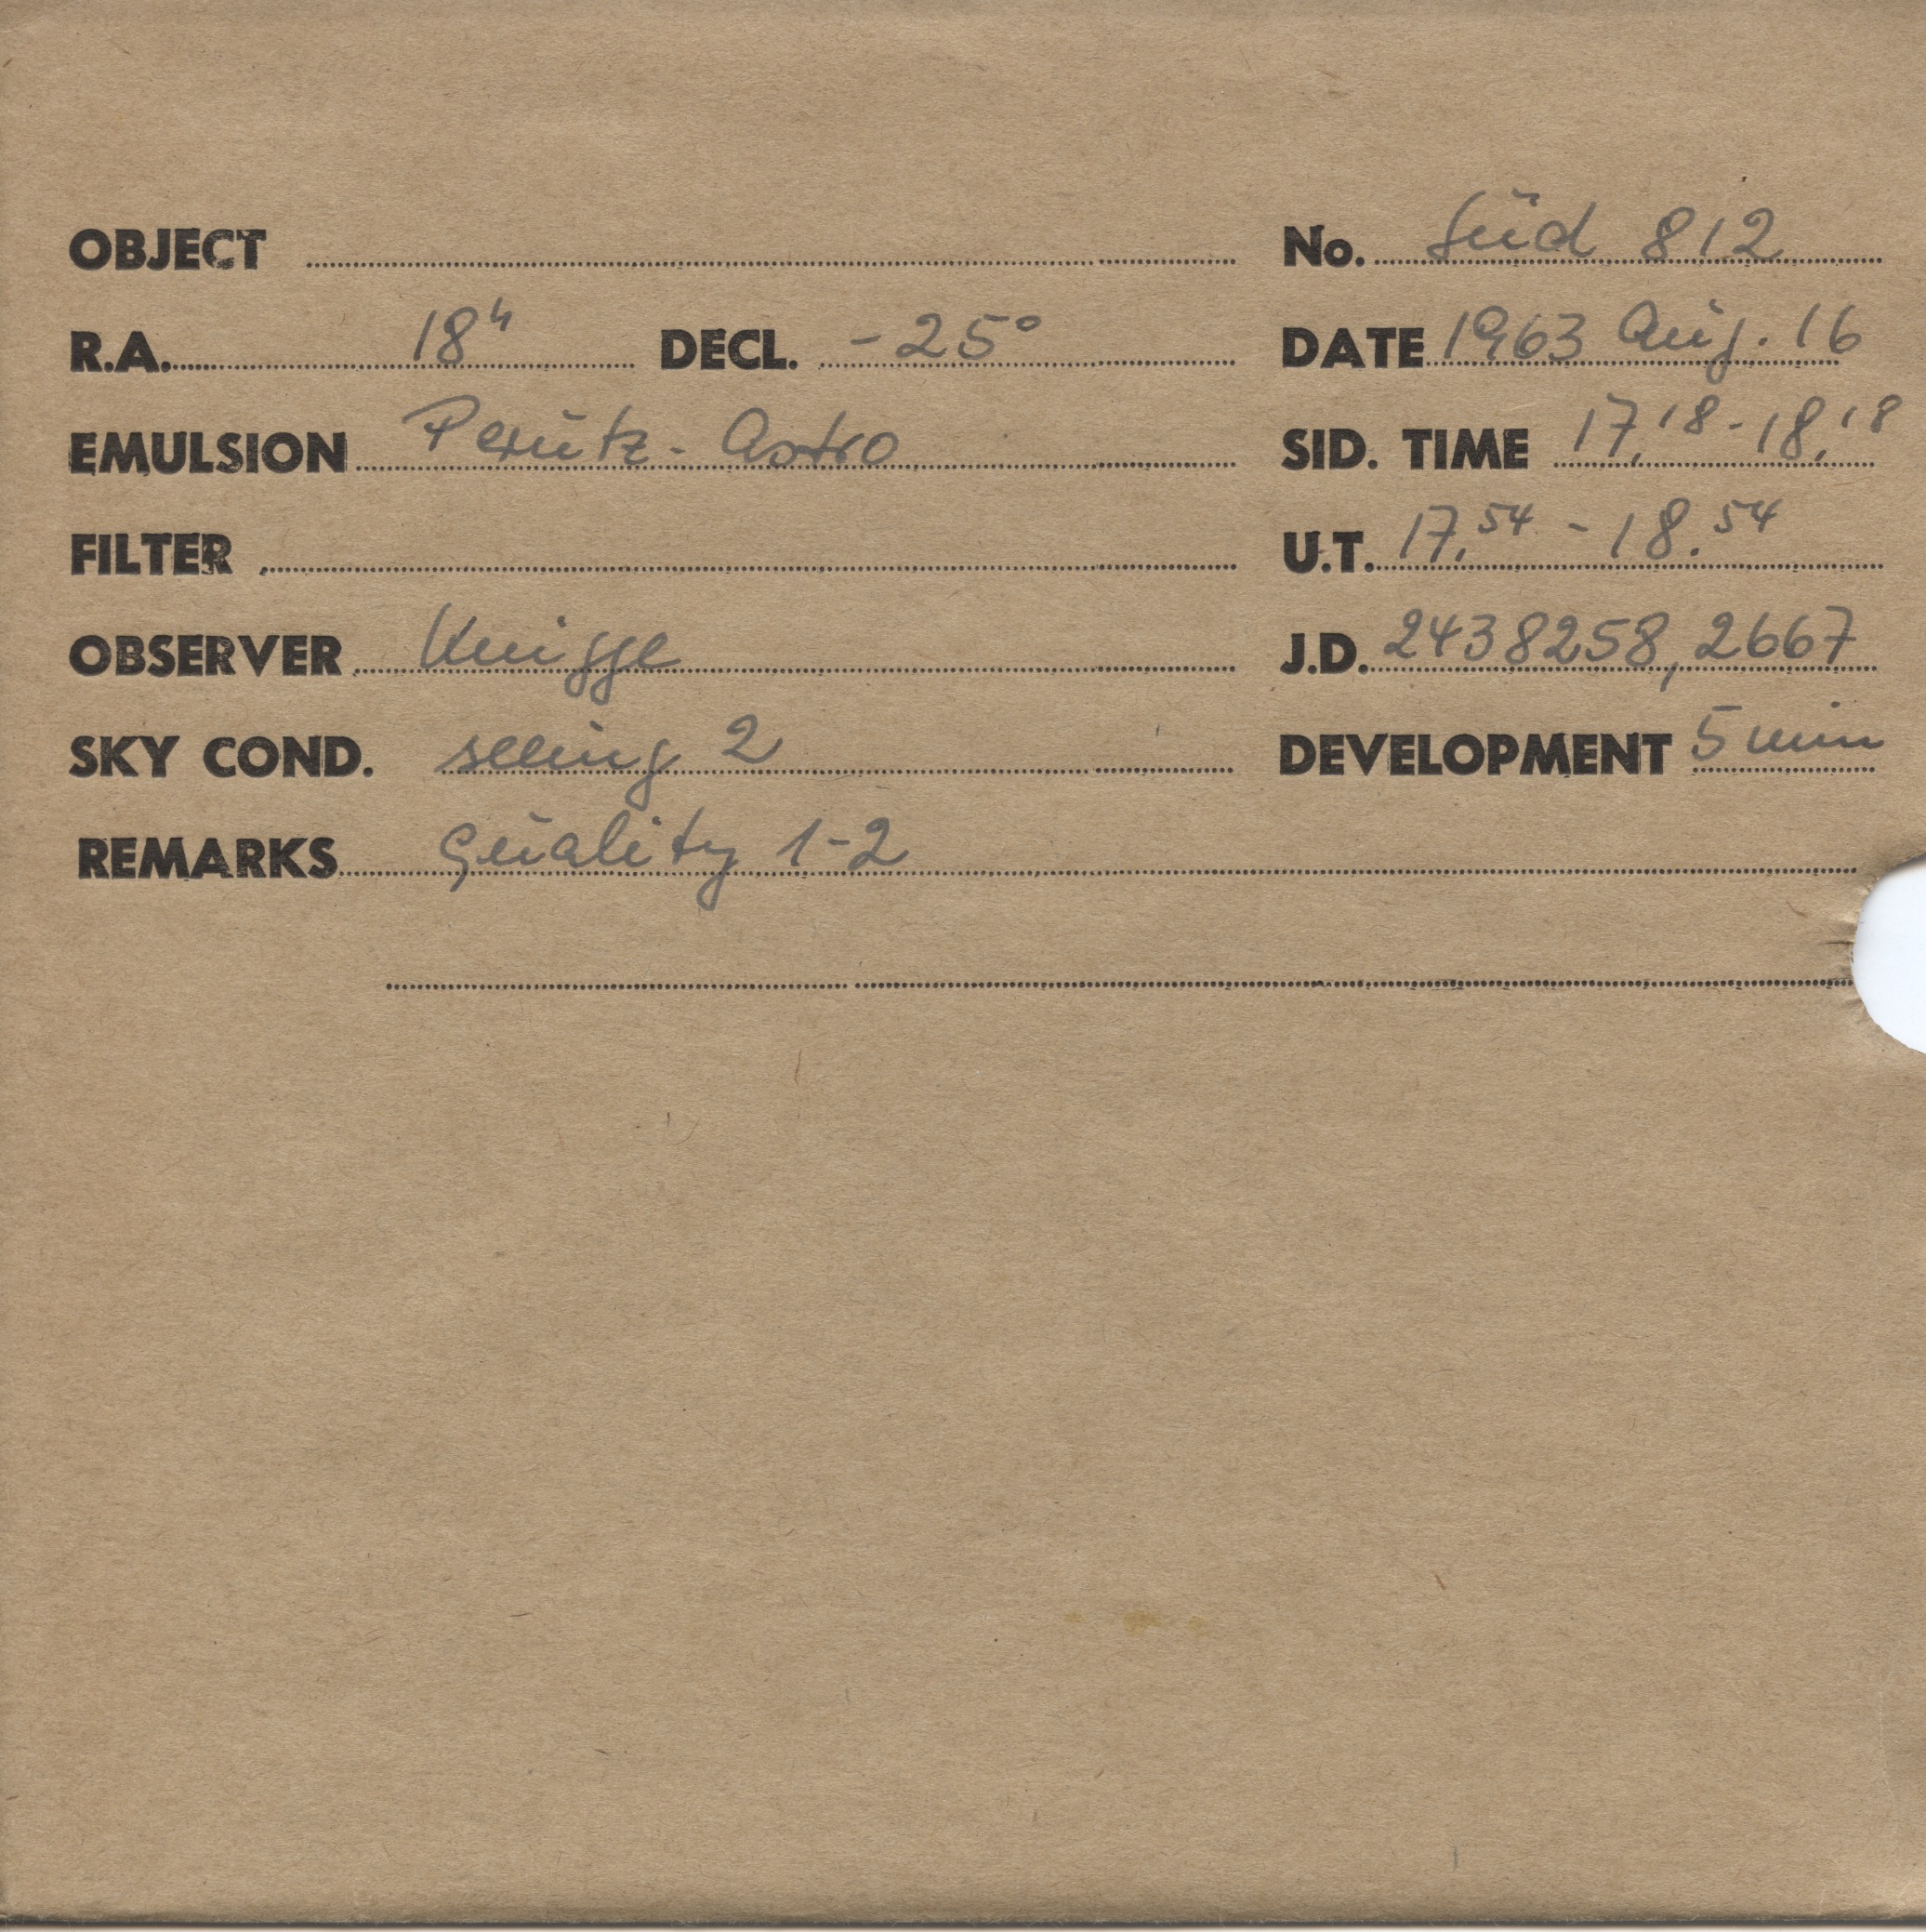 OBJECT No. Süd 812
R.A. 18h DECL. -25° DATE 1963 Aug. 16
EMULSION Perutz-Astro SID. TIME 17,18-18,18
FILTER U.T. 17.54 - 18.54
OBSERVER Knigge J.D. 2438258,2667
SKY COND. seeing 2 DEVELOPMENT 5 min
REMARKS Quality 1-2